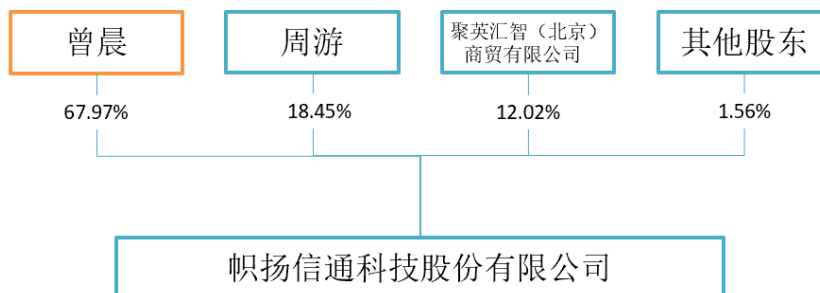 曾晨
周游
聚英汇智（北京）
商贸有限公司
其他股东
67.97%
18.45%
12.02%
1.56%
帜扬信通科技股份有限公司